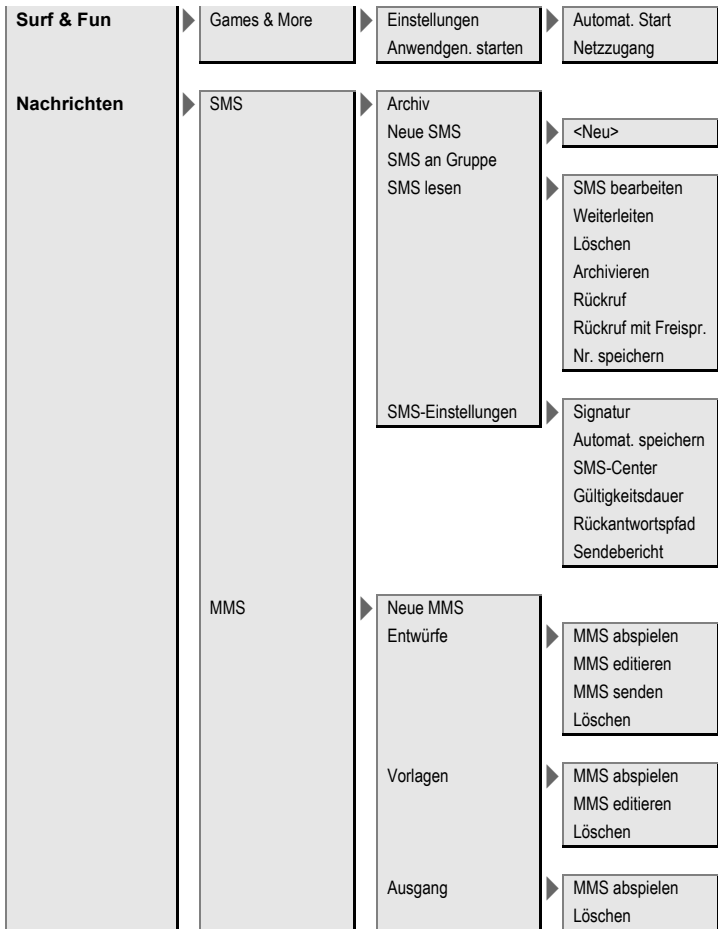 Surf & Fun Games & More Einstellungen Automat. Start
Anwendgen. starten Netzzugang
Nachrichten SMS Archiv
Neue SMS <Neu>
SMS an Gruppe
SMS lesen SMS bearbeiten
Weiterleiten
Löschen
Archivieren
Rückruf
Rückruf mit Freispr.
Nr. speichern
SMS-Einstellungen Signatur
Automat. speichern
SMS-Center
Gültigkeitsdauer
Rückantwortspfad
Sendebericht
MMS Neue MMS
Entwürfe MMS abspielen
MMS editieren
MMS senden
Löschen
Vorlagen MMS abspielen
MMS editieren
Löschen
Ausgang MMS abspielen
Löschen